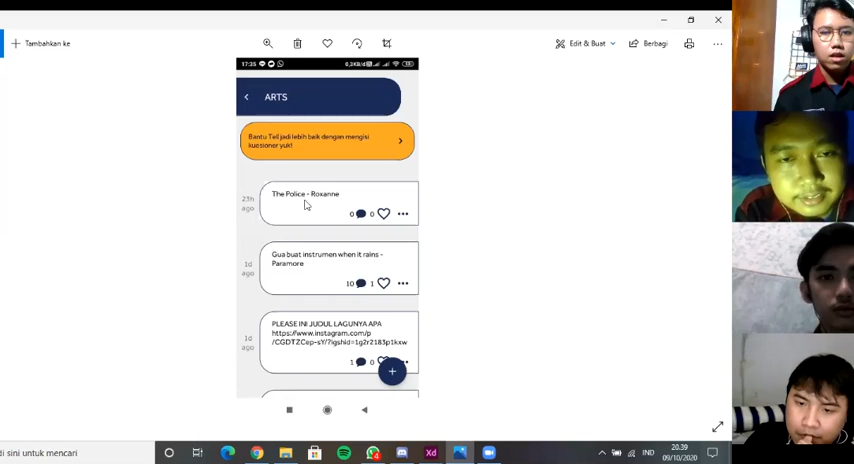 Tambahkan ke
Edit & Buat
Berbagi
17:35
ARTS
Bantu Tell jadi lebih baik dengan mengisi
kuesioner yuk!
23h
ago
The Police - Roxanne
0 0
1d
ago
Gua buat instrumen when it rains -
Paramore
10 1
1d
ago
PLEASE INI JUDUL LAGUNYA APA
https://www.instagram.com/p
/CGDTZCep-sY/?igshid=1g2r2183p1kxw
1 0
di sini untuk mencari
Xd
4
IND
20.39
09/10/2020